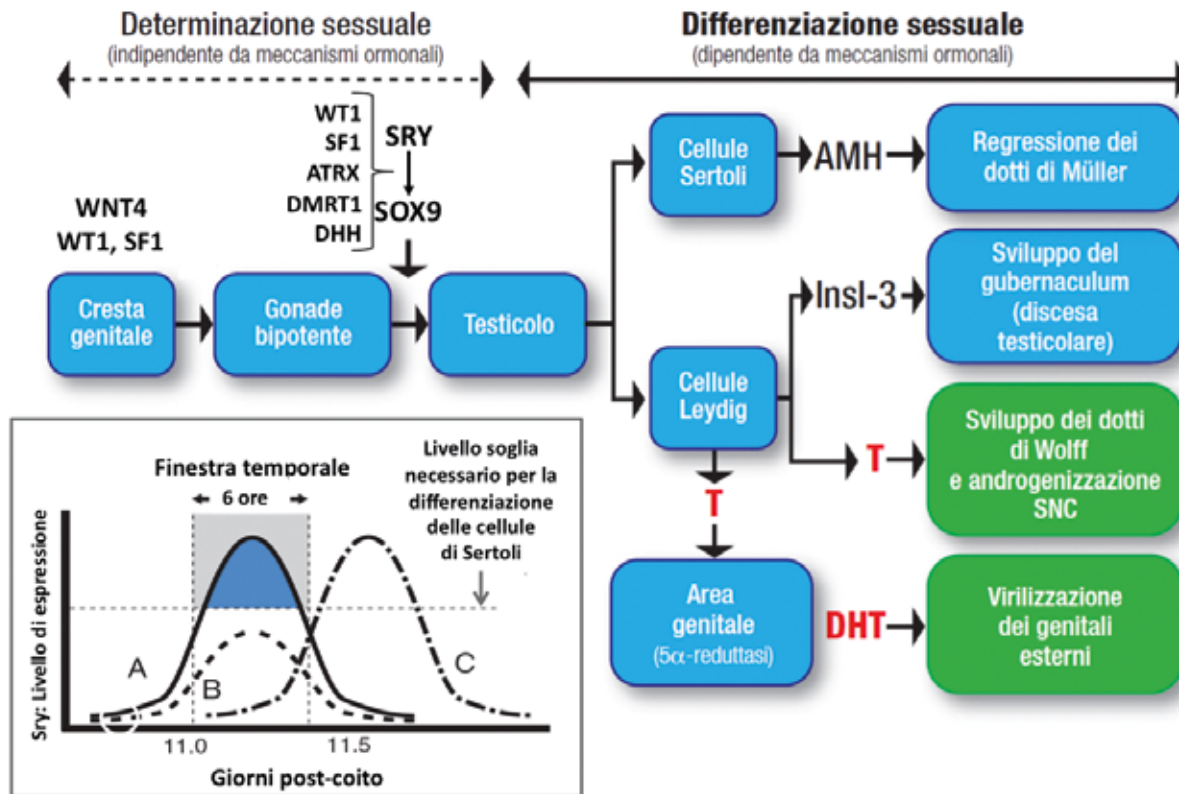 Determinazione sessuale
(indipendente da meccanismi ormonali)
Differenziazione sessuale
(dipendente da meccanismi ormonali)
WT1
SF1
ATRX
DMRT1
DHH
SRY
SOX9
WNT4
WT1, SF1
Cresta
genitale
Gonade
bipotente
Testicolo
Cellule
Sertoli
AMH
Regressione dei
dotti di Müller
Cellule
Leydig
Insl-3
Sviluppo del
gubernaculum
(discesa
testicolare)
T
Sviluppo dei dotti
di Wolff
e androgenizzazione
SNC
T
Area
genitale
(5α-reduttasi)
DHT
Virilizzazione
dei genitali
esterni
Finestra temporale
6 ore
Livello soglia
necessario per la
differenziazione
delle cellule
di Sertoli
Sry: Livello di espressione
A
B
C
11.0
11.5
Giorni post-coito